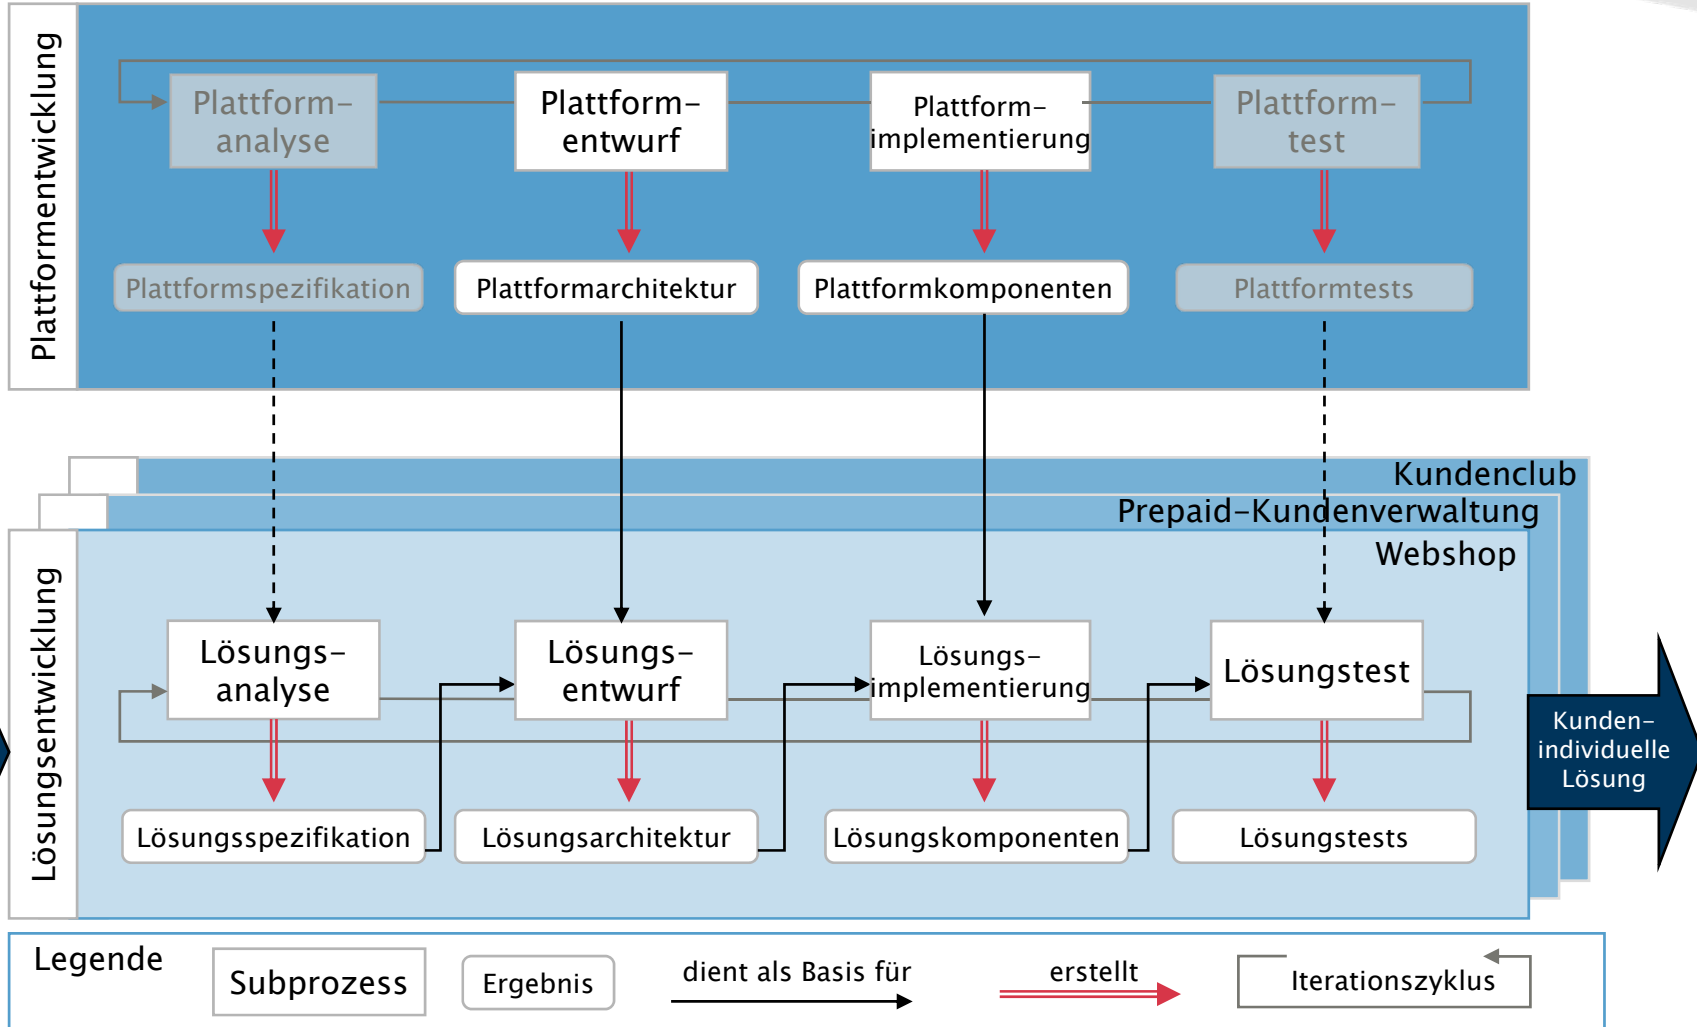 Plattformentwicklung
Plattform-
analyse
Plattform-
entwurf
Plattform-
implementierung
Plattform-
test
Plattformspezifikation
Plattformarchitektur
Plattformkomponenten
Plattformtests
Kundenclub
Prepaid-Kundenverwaltung
Webshop
Lösungsentwicklung
Lösungs-
analyse
Lösungs-
entwurf
Lösungs-
implementierung
Lösungstest
Lösungsspezifikation
Lösungsarchitektur
Lösungskomponenten
Lösungstests
Kunden-
individuelle
Lösung
Legende
Subprozess
Ergebnis
dient als Basis für
erstellt
Iterationszyklus